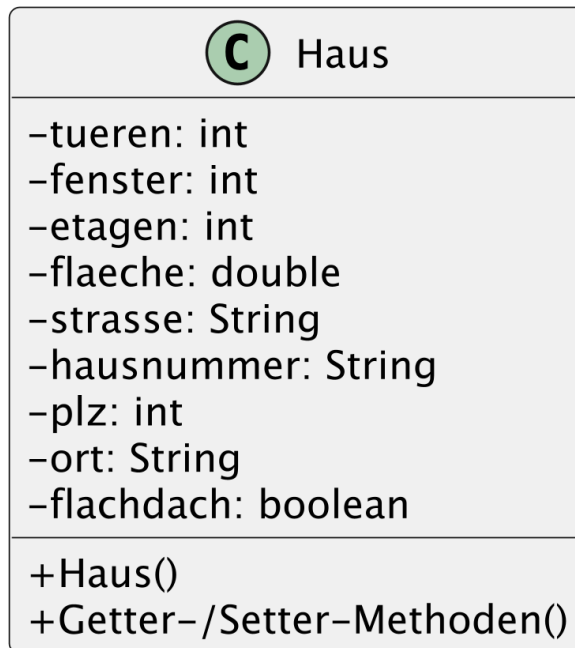 C Haus
-tueren: int
-fenster: int
-etagen: int
-flaeche: double
-strasse: String
-hausnummer: String
-plz: int
-ort: String
-flachdach: boolean
+Haus()
+Getter-/Setter-Methoden()